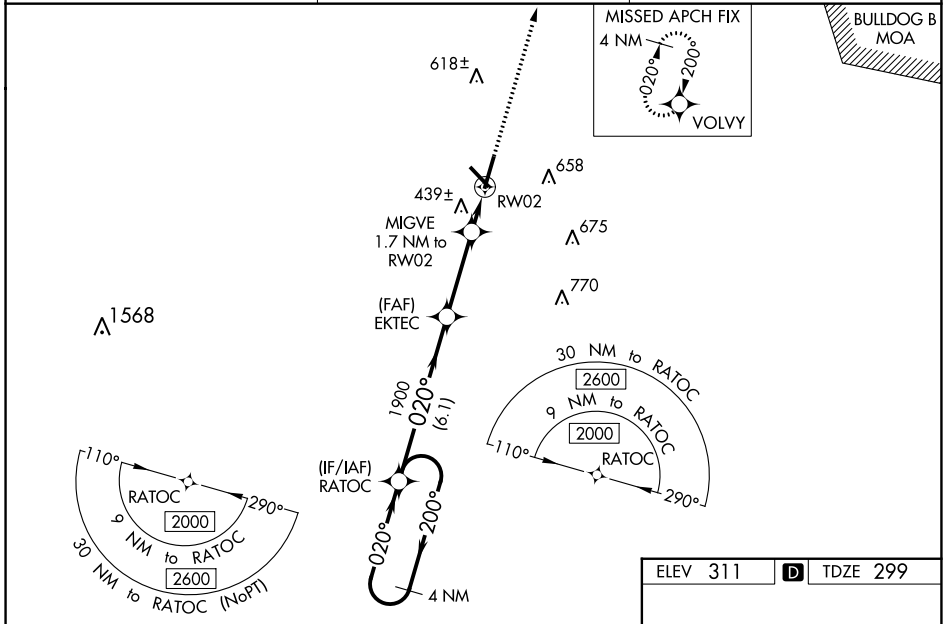 MISSED APCH FIX
4 NM
020°
200°
VOLVY
BULLDOG B
MOA
618±
658
439±
RW02
MIGVE
1.7 NM to
RW02
675
770
(FAF)
EKTEC
1568
1900
020°
(6.1)
30 NM to RATOC
2600
9 NM to RATOC
2000
110°
RATOC
290°
(IF/IAF)
RATOC
110°
RATOC
290°
2000
9 NM to RATOC
2600
30 NM to RATOC (NoPT)
020°
200°
4 NM
ELEV 311
D
TDZE 299